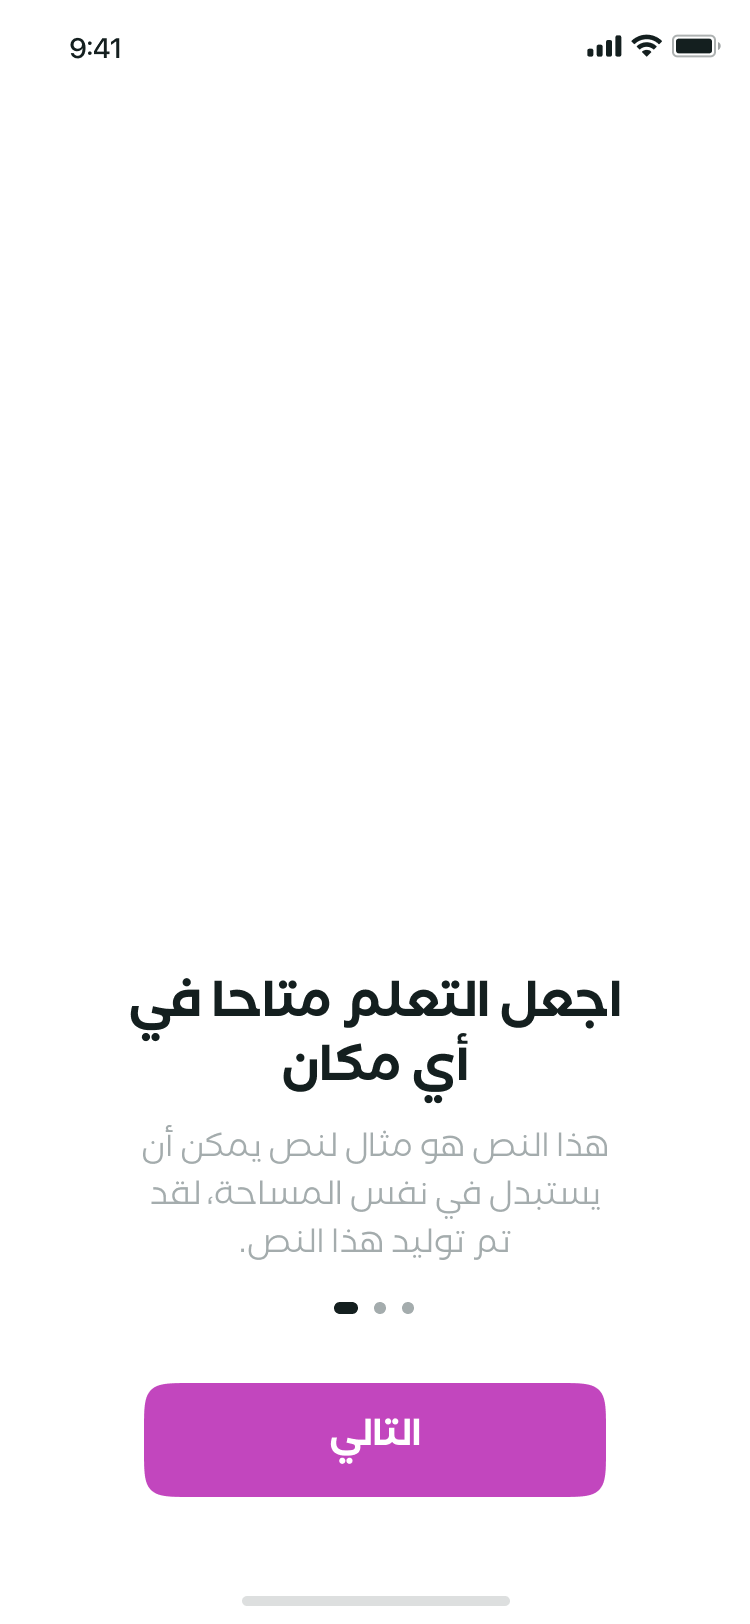 9:41
اجعل التعلم متاحا في
أي مكان
هذا النص هو مثال لنص يمكن أن
يستبدل في نفس المساحة، لقد
تم توليد هذا النص.
التالي